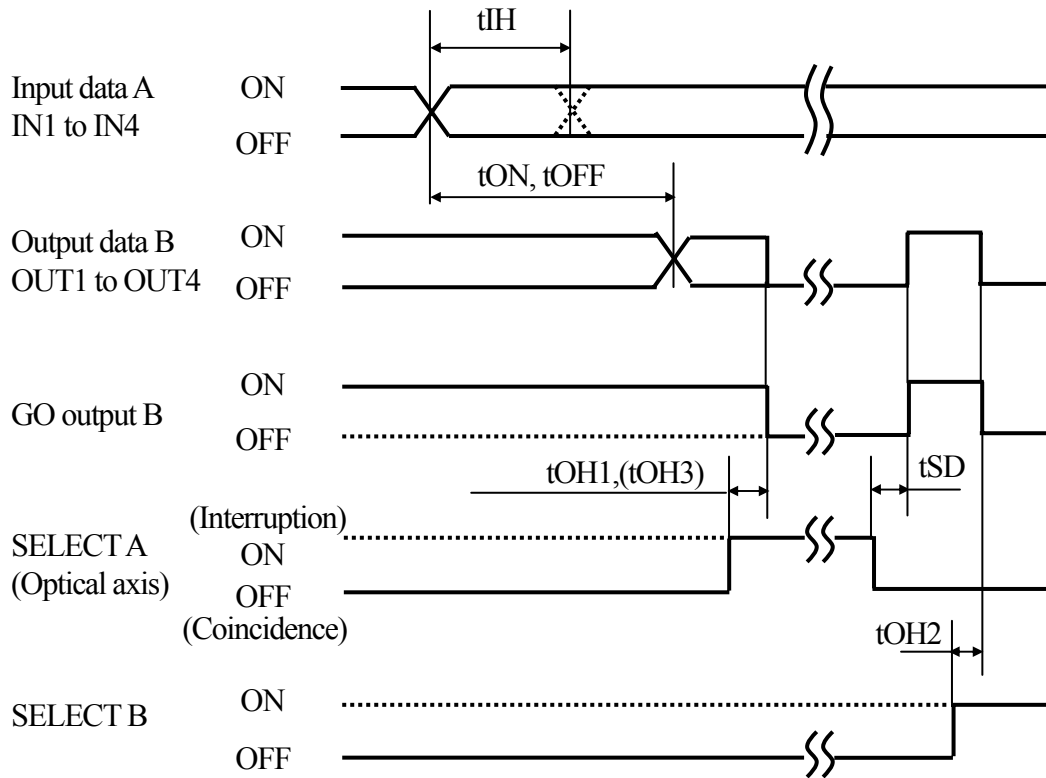 tIH
Input data A
IN1 to IN4
ON
OFF
tON, tOFF
Output data B
OUT1 to OUT4
ON
OFF
GO output B
ON
OFF
tOH1,(tOH3)
tSD
SELECT A
(Optical axis)
(Interruption)
ON
OFF
(Coincidence)
tOH2
SELECT B
ON
OFF